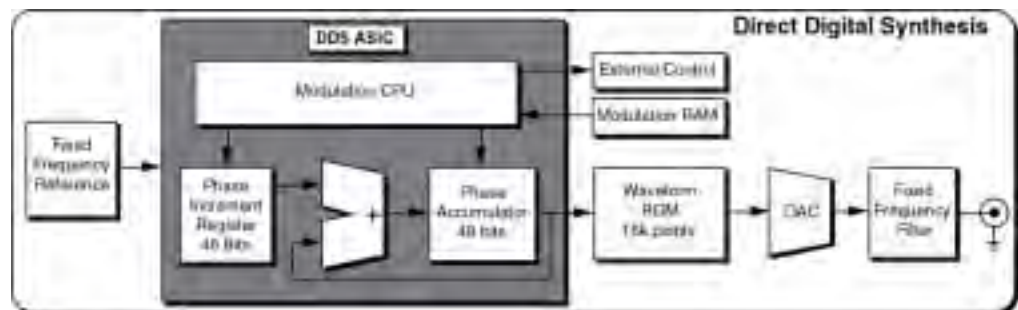 Direct Digital Synthesis
DDS ASIC
Modulation CPU
External Control
Modulation RAM
Fixed
Frequency
Reference
Phase
Increment
Register
48 Bits
+
Phase
Accumulator
48 bits
Waveform
ROM
16k points
DAC
Fixed
Frequency
Filter